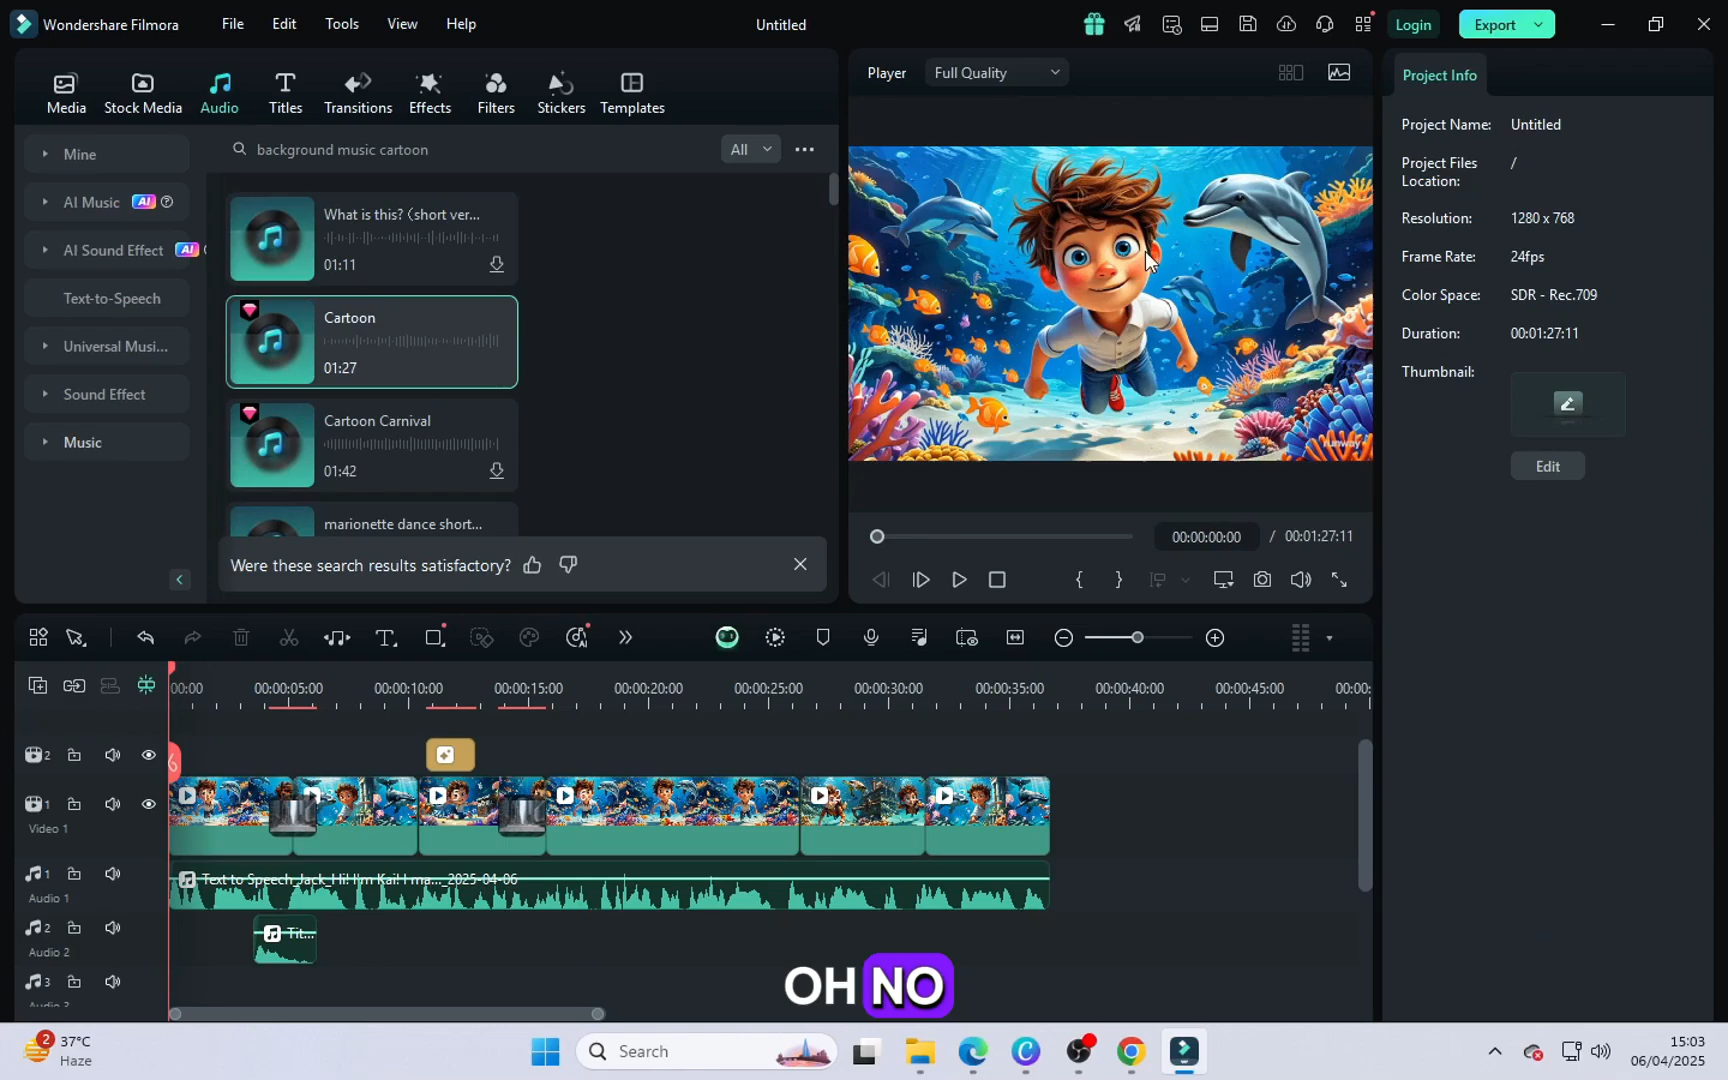 Wondershare Filmora
File
Edit
Tools
View
Help
Untitled
Login
Export
Media
Stock Media
Audio
Titles
Transitions
Effects
Filters
Stickers
Templates
Player
Full Quality
Project Info
Mine
AI Music AI
AI Sound Effect AI
Text-to-Speech
Universal Musi...
Sound Effect
Music
background music cartoon
All
What is this? (short ver...
01:11
Cartoon
01:27
Cartoon Carnival
01:42
marionette dance short...
Were these search results satisfactory?
runway
00:00:00:00 / 00:01:27:11
Project Name: Untitled
Project Files Location: /
Resolution: 1280 x 768
Frame Rate: 24fps
Color Space: SDR - Rec.709
Duration: 00:01:27:11
Thumbnail:
Edit
00:00
00:00:05:00
00:00:10:00
00:00:15:00
00:00:20:00
00:00:25:00
00:00:30:00
00:00:35:00
00:00:40:00
00:00:45:00
00:00:
2
1
Video 1
5
6
2
3
1
Audio 1
Text to Speech_Jack_Hi! I'm Kai! I ma..._2025-04-06
2
Audio 2
Tit...
3
OH NO
2
37°C
Haze
Search
15:03
06/04/2025